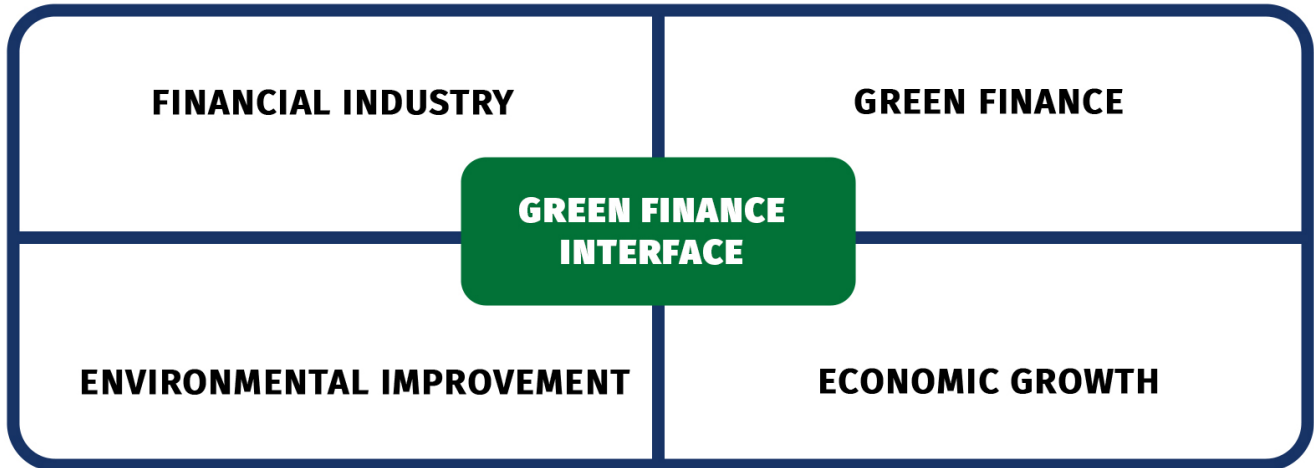 FINANCIAL INDUSTRY
GREEN FINANCE
GREEN FINANCE
INTERFACE
ENVIRONMENTAL IMPROVEMENT
ECONOMIC GROWTH